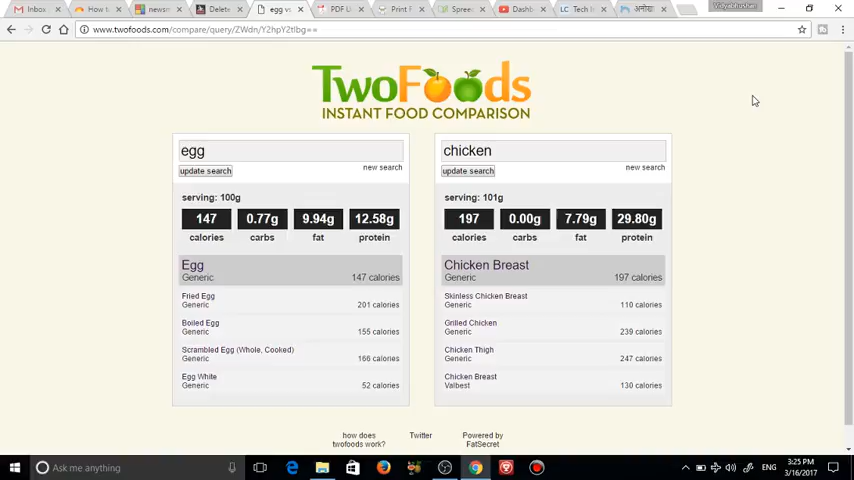 Inbox
How to
newsm
Delete
egg vs
PDF U
Print F
Spree
Dashb
Tech In
अनोखा
Vidyabhushan
www.twofoods.com/compare/query/ZWdn/Y2hpY2tlbg==
TwoFoods
INSTANT FOOD COMPARISON
egg
update search
new search
serving: 100g
147 0.77g 9.94g 12.58g
calories carbs fat protein
Egg
Generic 147 calories
Fried Egg
Generic 201 calories
Boiled Egg
Generic 155 calories
Scrambled Egg (Whole, Cooked)
Generic 166 calories
Egg White
Generic 52 calories
chicken
update search
new search
serving: 101g
197 0.00g 7.79g 29.80g
calories carbs fat protein
Chicken Breast
Generic 197 calories
Skinless Chicken Breast
Generic 110 calories
Grilled Chicken
Generic 239 calories
Chicken Thigh
Generic 247 calories
Chicken Breast
Valbest 130 calories
how does
twofoods work?
Twitter
Powered by
FatSecret
Ask me anything
ENG
3:25 PM
3/16/2017